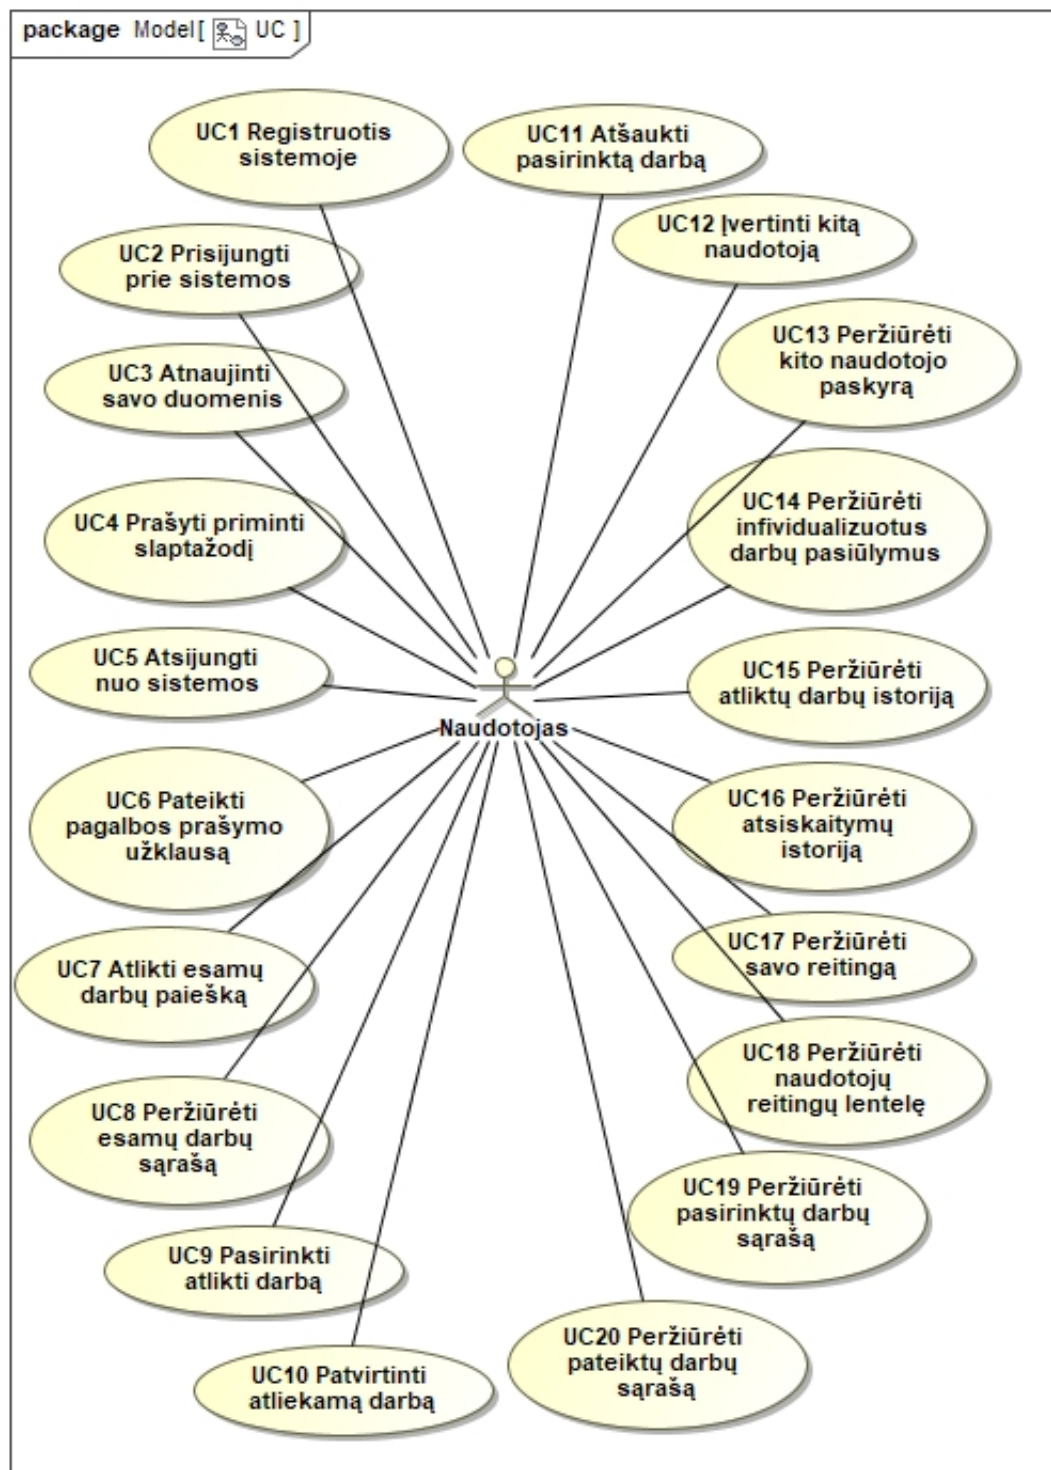 package Model[ UC ]
UC1 Registruotis
sistemoje
UC2 Prisijungti
prie sistemos
UC3 Atnaujinti
savo duomenis
UC4 Prašyti priminti
slaptažodį
UC5 Atsijungti
nuo sistemos
UC6 Pateikti
pagalbos prašymo
užklausą
UC7 Atlikti esamų
darbų paiešką
UC8 Peržiūrėti
esamų darbų
sąrašą
UC9 Pasirinkti
atlikti darbą
UC10 Patvirtinti
atliekamą darbą
Naudotojas
UC11 Atšaukti
pasirinktą darbą
UC12 Įvertinti kitą
naudotoją
UC13 Peržiūrėti
kito naudotojo
paskyrą
UC14 Peržiūrėti
infividualizuotus
darbų pasiūlymus
UC15 Peržiūrėti
atliktų darbų istoriją
UC16 Peržiūrėti
atsiskaitymų
istoriją
UC17 Peržiūrėti
savo reitingą
UC18 Peržiūrėti
naudotojų
reitingų lentelę
UC19 Peržiūrėti
pasirinktų darbų
sąrašą
UC20 Peržiūrėti
pateiktų darbų
sąrašą